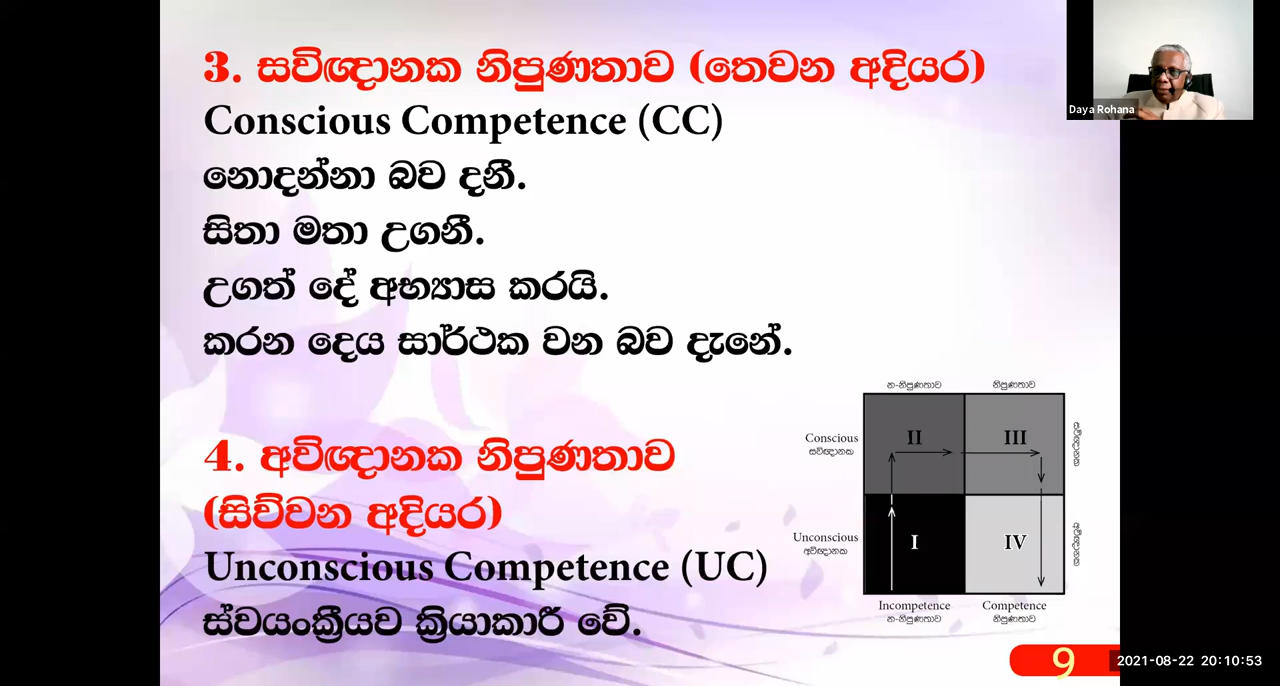 3. සවිඥානක නිපුණතාව (තෙවන අදියර)
Conscious Competence (CC)
නොදන්නා බව දනී.
සිතා මතා උගනී.
උගත් දේ අභ්‍යාස කරයි.
කරන දෙය සාර්ථක වන බව දැනේ.
4. අවිඥානක නිපුණතාව
(සිව්වන අදියර)
Unconscious Competence (UC)
ස්වයංක්‍රීයව ක්‍රියාකාරී වේ.
න-නිපුණතාව නිපුණතාව
Conscious
සවිඥානක
II III
Unconscious
අවිඥානක
I IV
Incompetence Competence
න-නිපුණතාව නිපුණතාව
9
Daya Rohana
2021-08-22 20:10:53